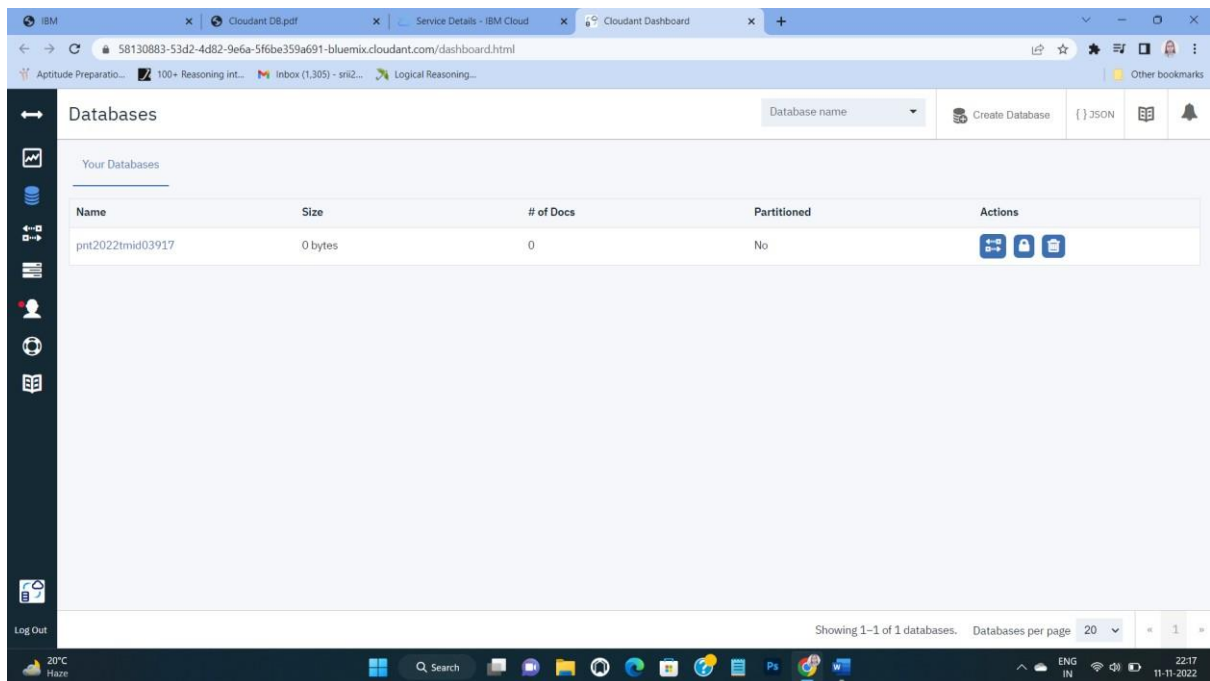 IBM
Cloudant DB.pdf
Service Details - IBM Cloud
Cloudant Dashboard
58130883-53d2-4d82-9e6a-5f6be359a691-bluemix.cloudant.com/dashboard.html
Aptitude Preparatio...
100+ Reasoning int...
Inbox (1,305) - srii2...
Logical Reasoning...
Other bookmarks
Databases
Database name
Create Database
{ } JSON
Your Databases
Name Size # of Docs Partitioned Actions
pnt2022tmid03917 0 bytes 0 No
Log Out
Showing 1–1 of 1 databases. Databases per page 20 « 1 »
20°C
Haze
Search
Ps
W
ENG
IN
22:17
11-11-2022